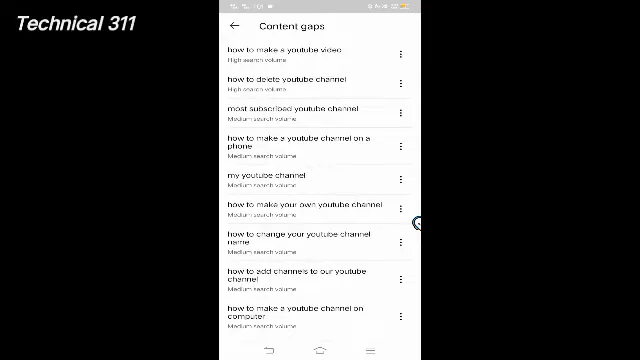 Technical 311
Content gaps
how to make a youtube video
High search volume
how to delete youtube channel
High search volume
most subscribed youtube channel
Medium search volume
how to make a youtube channel on a
phone
Medium search volume
my youtube channel
Medium search volume
how to make your own youtube channel
Medium search volume
how to change your youtube channel
name
Medium search volume
how to add channels to our youtube
channel
Medium search volume
how to make a youtube channel on
computer
Medium search volume